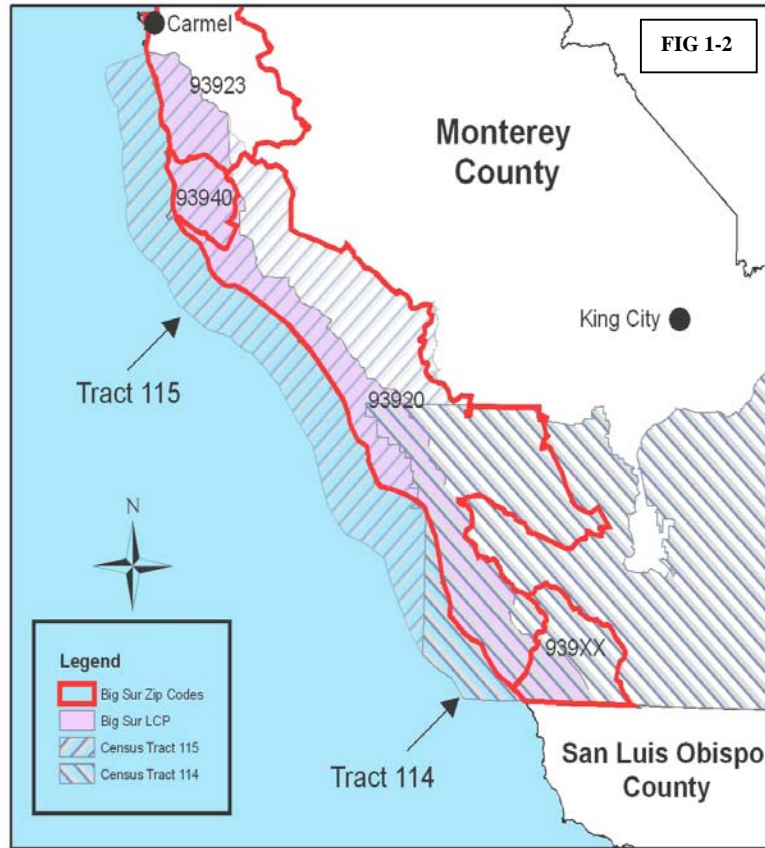 Carmel
FIG 1-2
93923
Monterey
County
93940
King City
Tract 115
93920
N
939XX
Legend
Big Sur Zip Codes
Big Sur LCP
Census Tract 115
Census Tract 114
Tract 114
San Luis Obispo
County